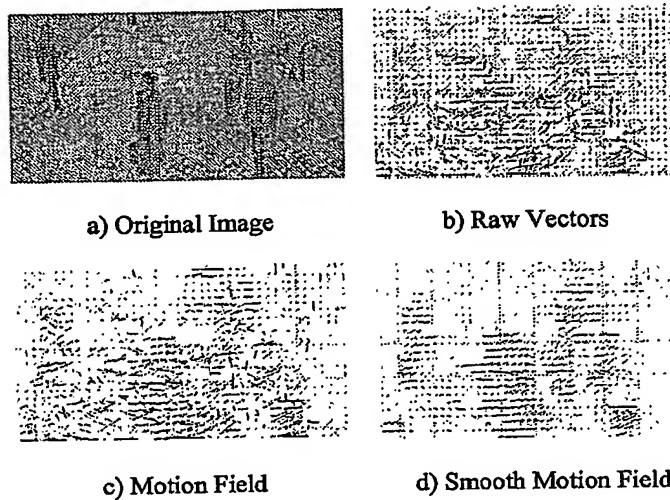 a) Original Image
b) Raw Vectors
c) Motion Field
d) Smooth Motion Field